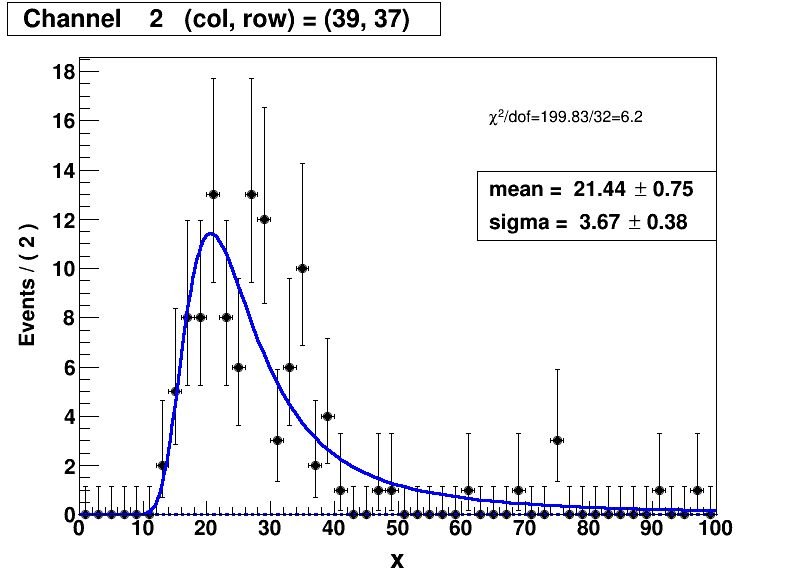 Channel 2 (col, row) = (39, 37)
χ²/dof=199.83/32=6.2
mean = 21.44 ± 0.75
sigma = 3.67 ± 0.38
Events / ( 2 )
18
16
14
12
10
8
6
4
2
0
0 10 20 30 40 50 60 70 80 90 100
x